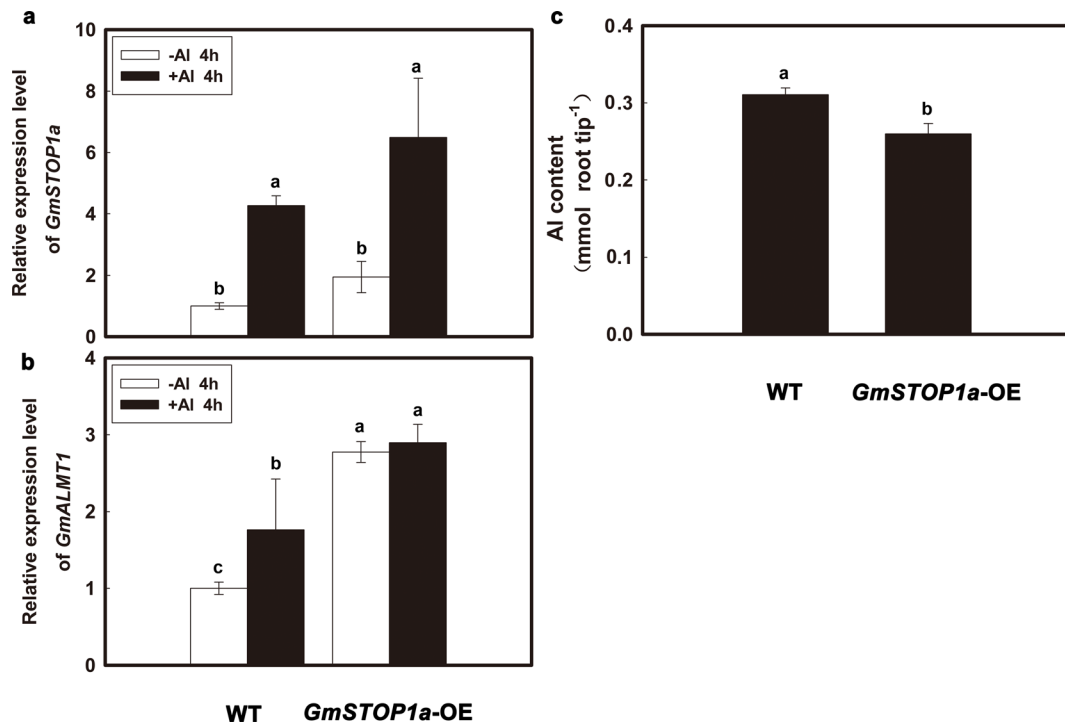 a
10
8
6
4
2
0
Relative expression level
of GmSTOP1a
-Al 4h
+Al 4h
b
a
b
a
b
4
3
2
1
0
Relative expression level
of GmALMT1
-Al 4h
+Al 4h
c
b
a
a
WT GmSTOP1a-OE
c
0.4
0.3
0.2
0.1
0.0
Al content
(mmol root tip-1)
a
b
WT GmSTOP1a-OE